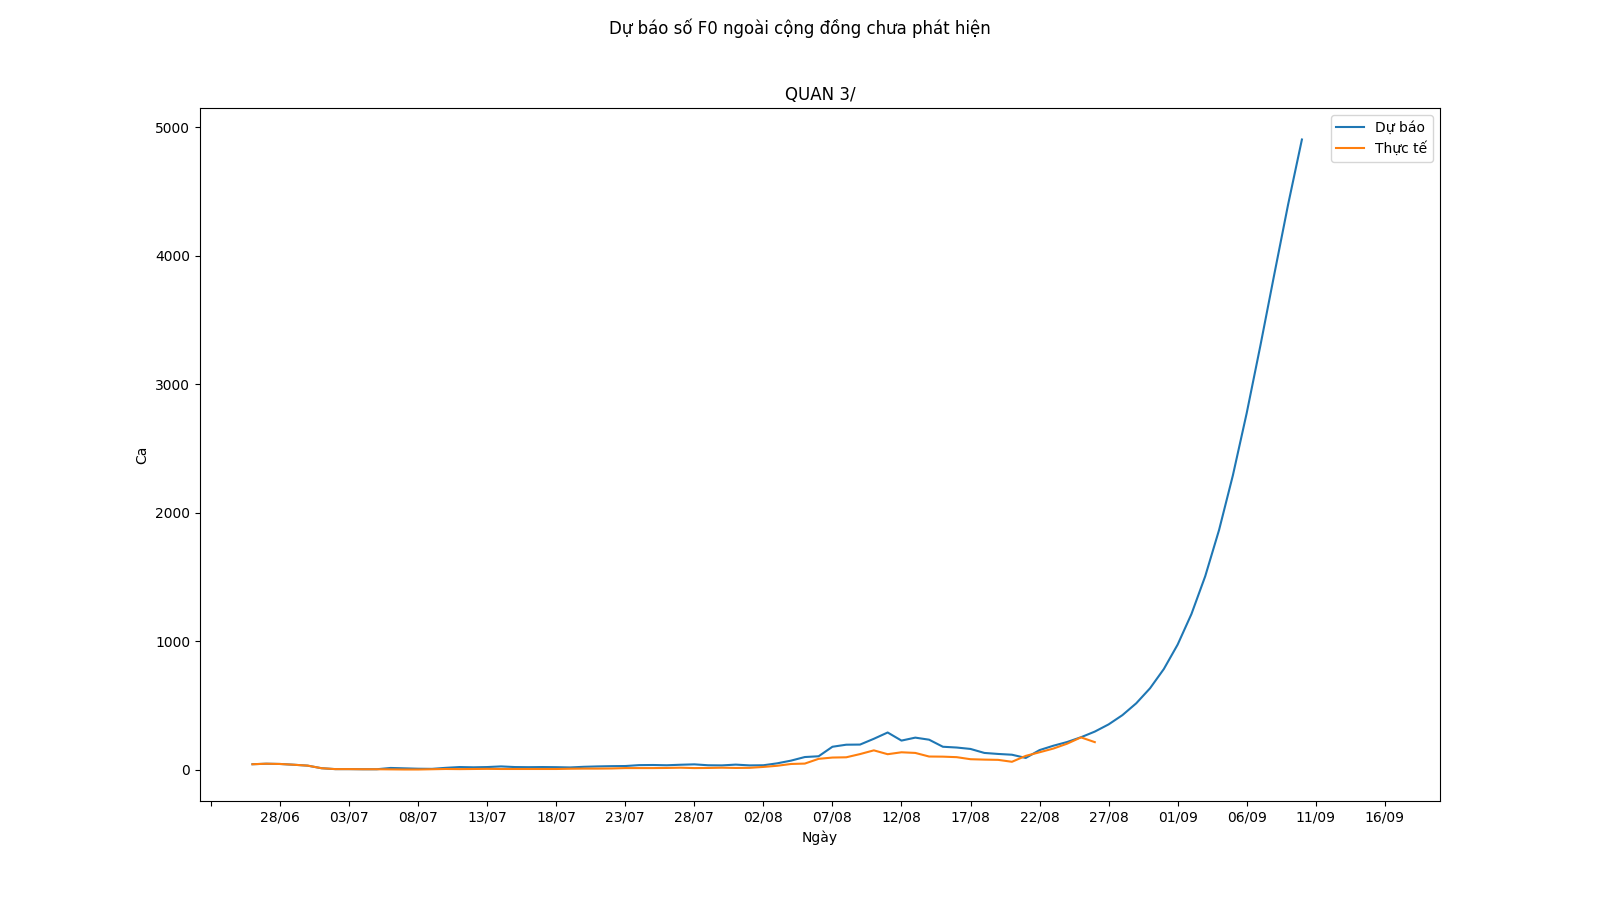 Dự báo số F0 ngoài cộng đồng chưa phát hiện
QUAN 3/
Dự báo
Thực tế
5000
4000
3000
2000
1000
0
Ca
28/06 03/07 08/07 13/07 18/07 23/07 28/07 02/08 07/08 12/08 17/08 22/08 27/08 01/09 06/09 11/09 16/09
Ngày